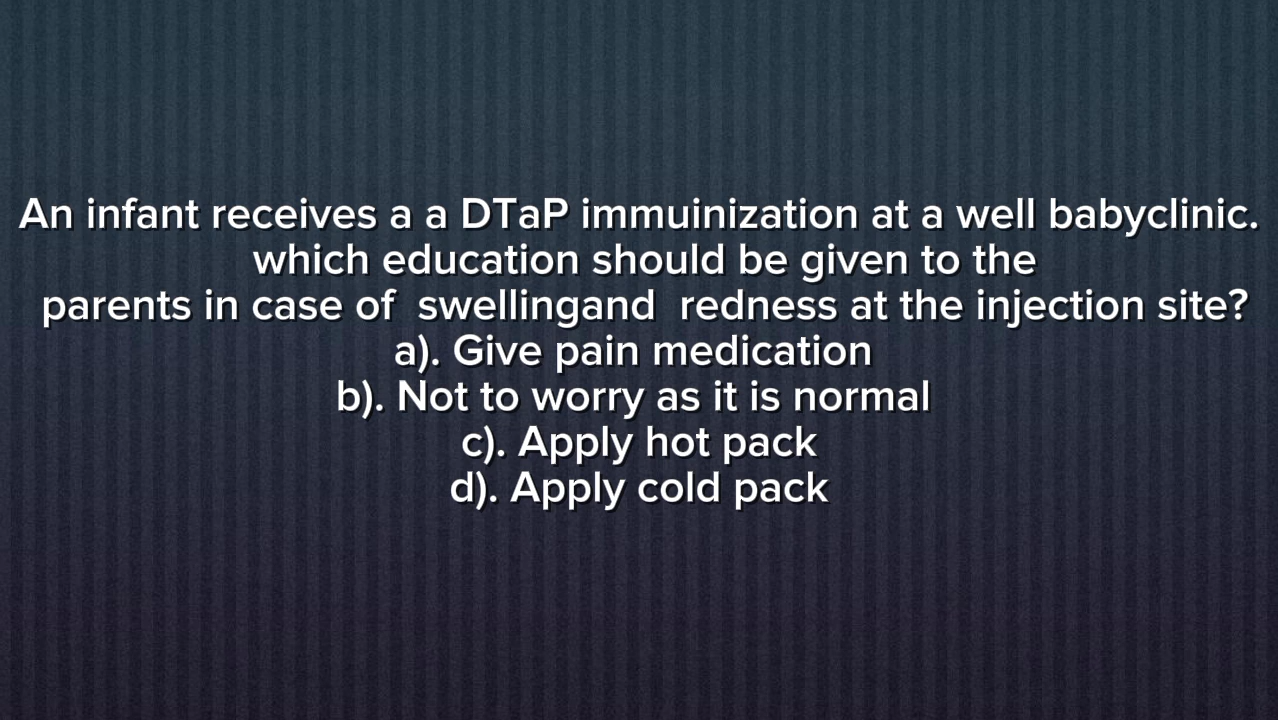 An infant receives a a DTaP immuinization at a well babyclinic.
which education should be given to the
parents in case of  swellingand  redness at the injection site?
a). Give pain medication
b). Not to worry as it is normal
c). Apply hot pack
d). Apply cold pack